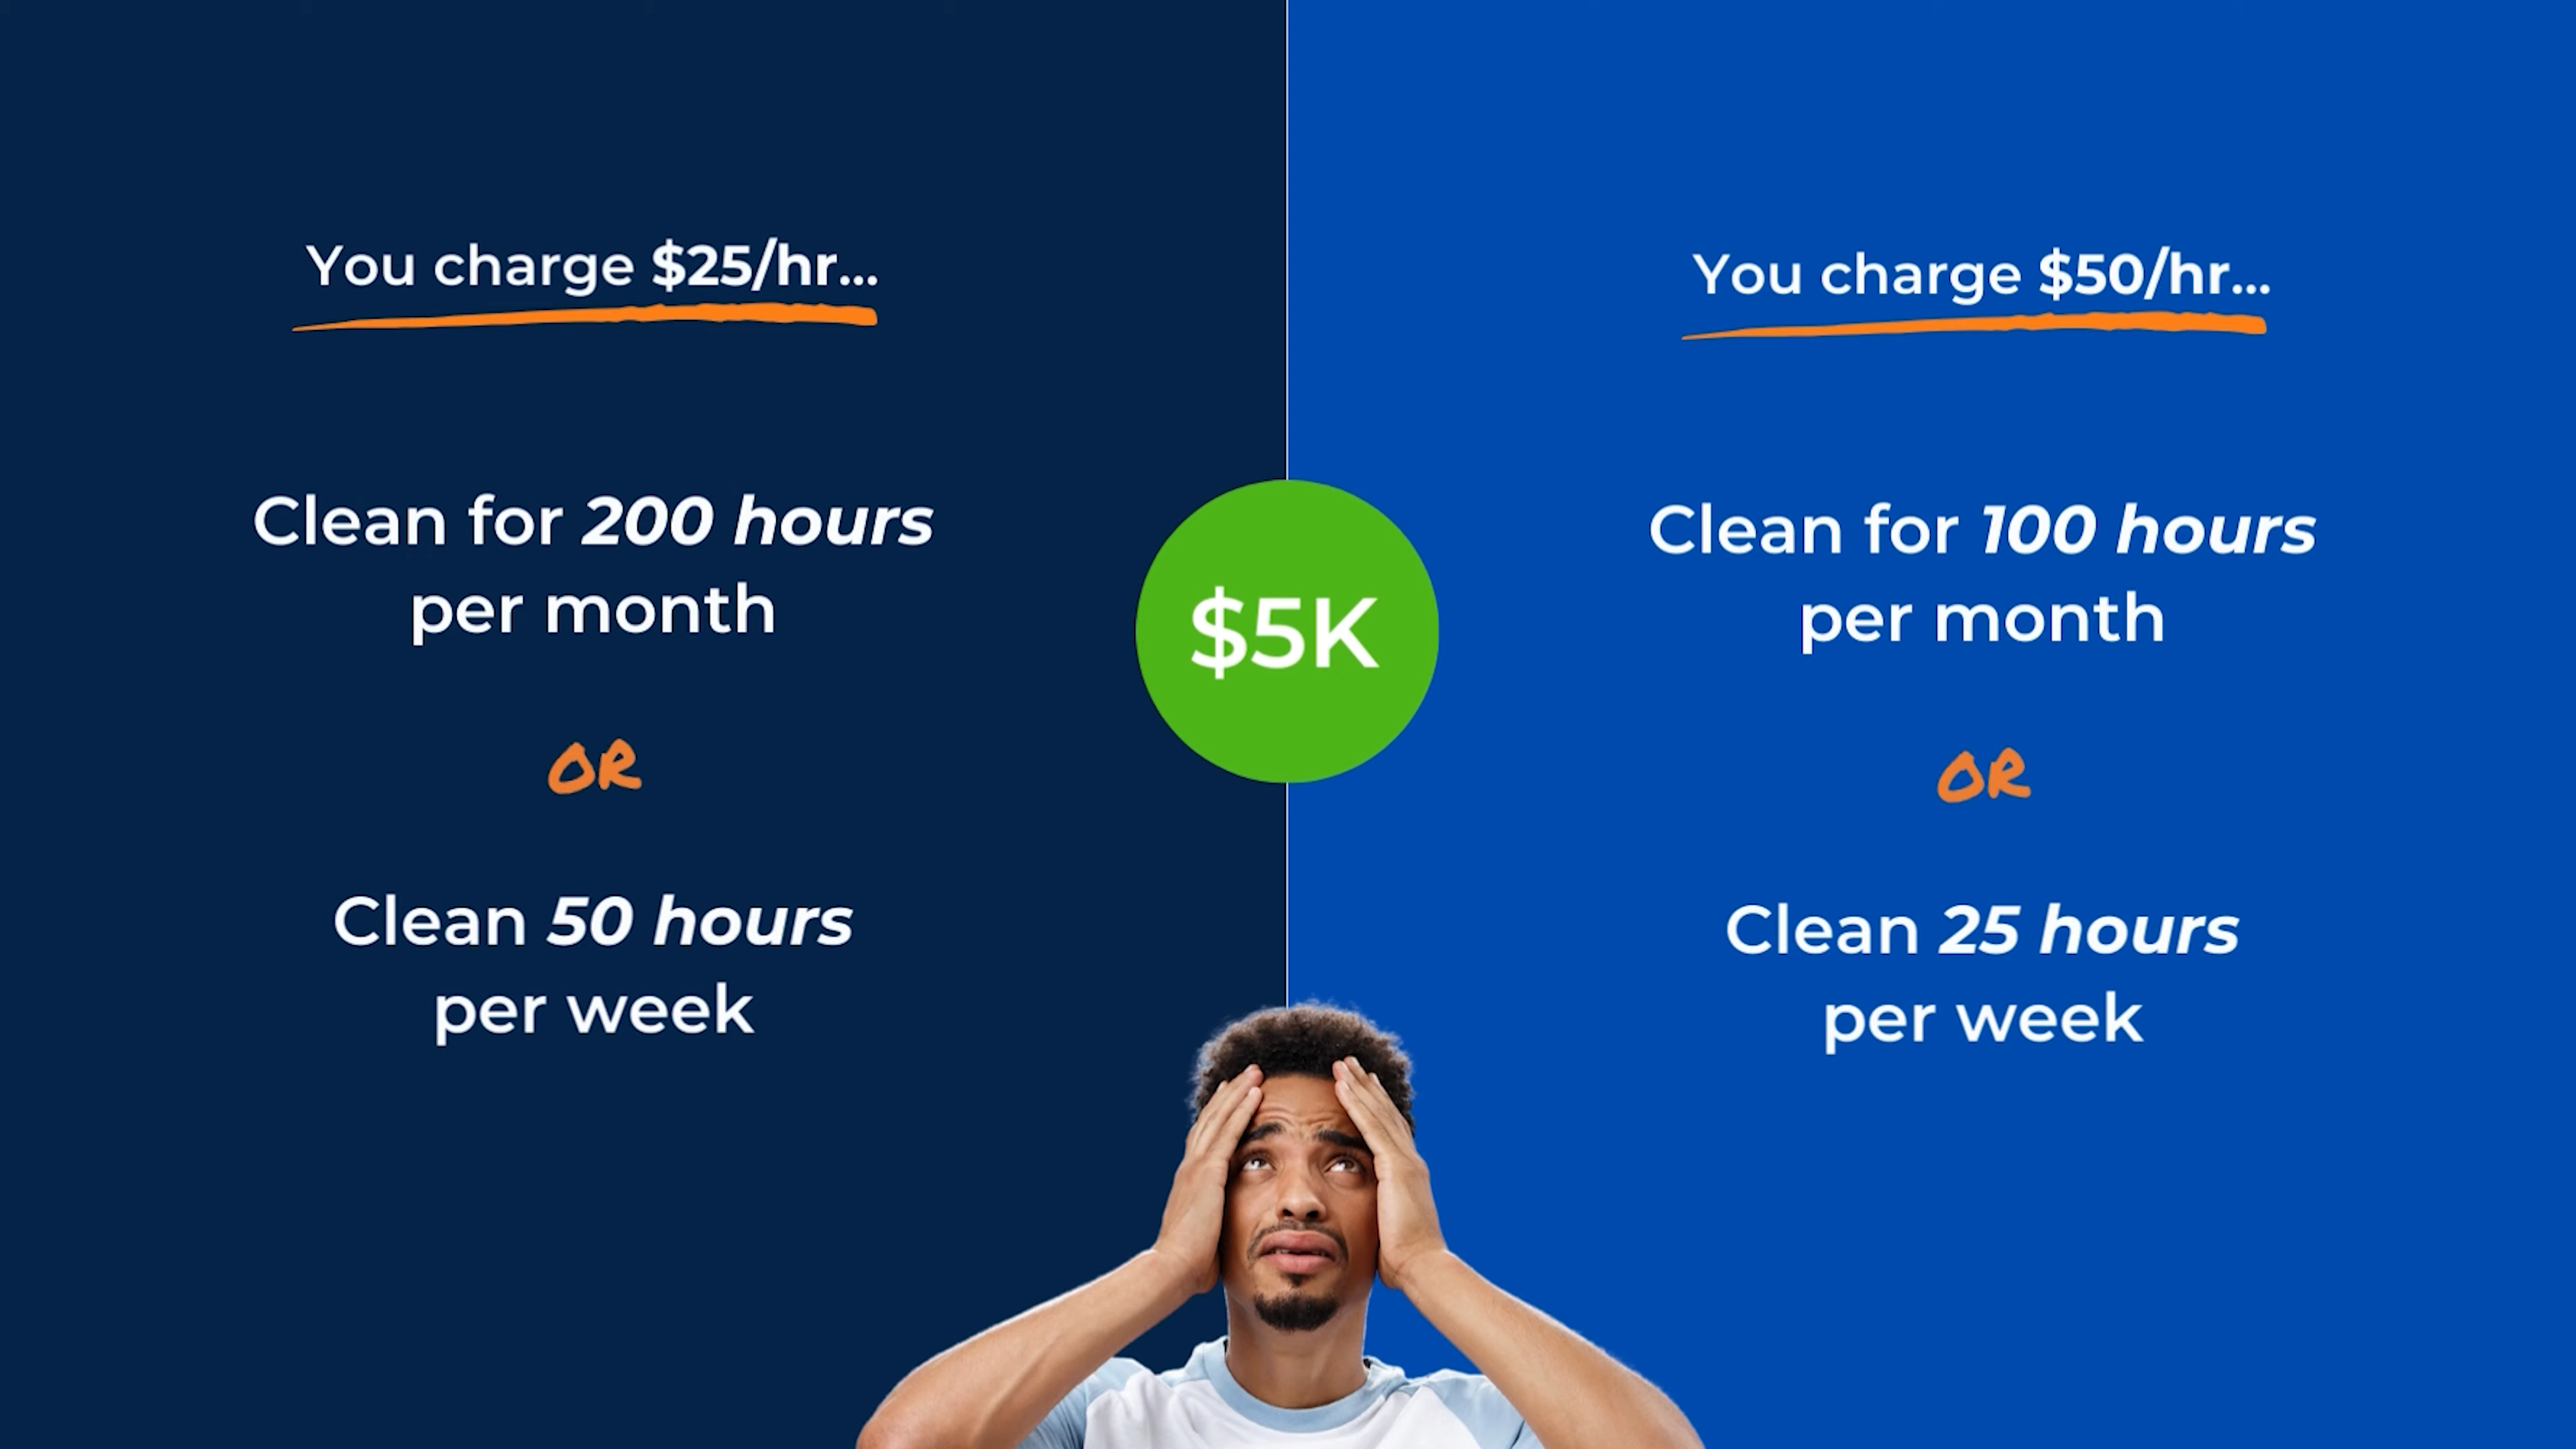 You charge $25/hr...
Clean for 200 hours
per month
OR
Clean 50 hours
per week
$5K
You charge $50/hr...
Clean for 100 hours
per month
OR
Clean 25 hours
per week